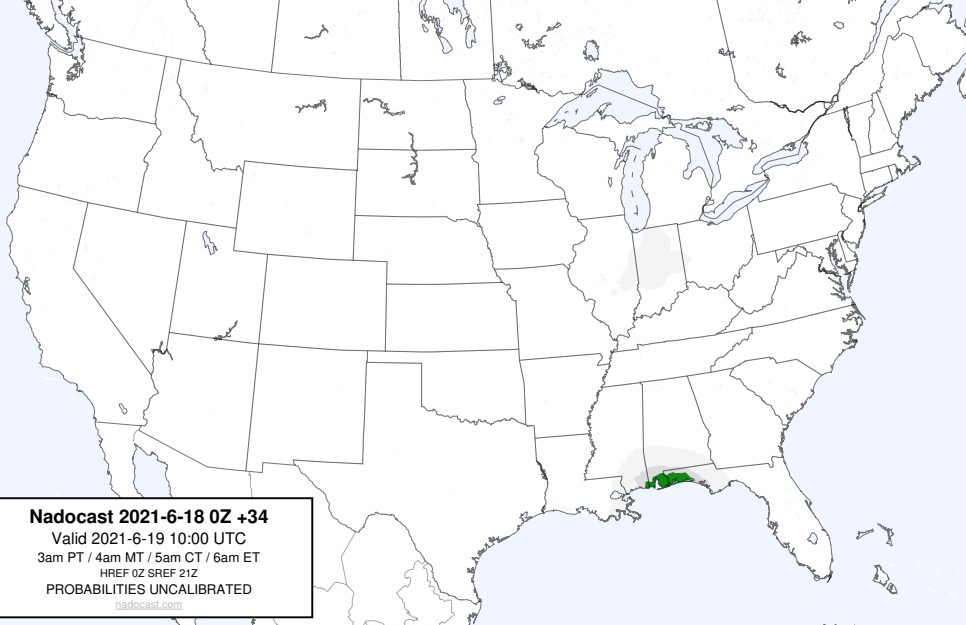 Nadocast 2021-6-18 0Z +34
Valid 2021-6-19 10:00 UTC
3am PT / 4am MT / 5am CT / 6am ET
HREF 0Z SREF 21Z
PROBABILITIES UNCALIBRATED
nadocast.com